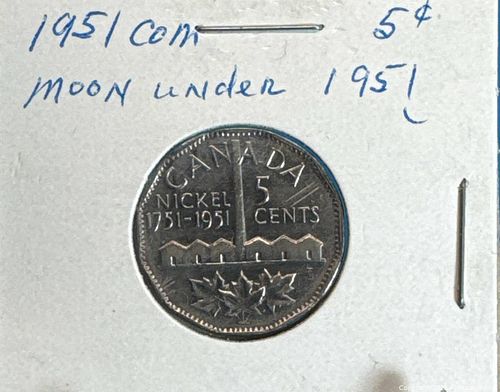 1951 com 5¢
MOON under 1951
CANADA
NICKEL 5
1751-1951 CENTS